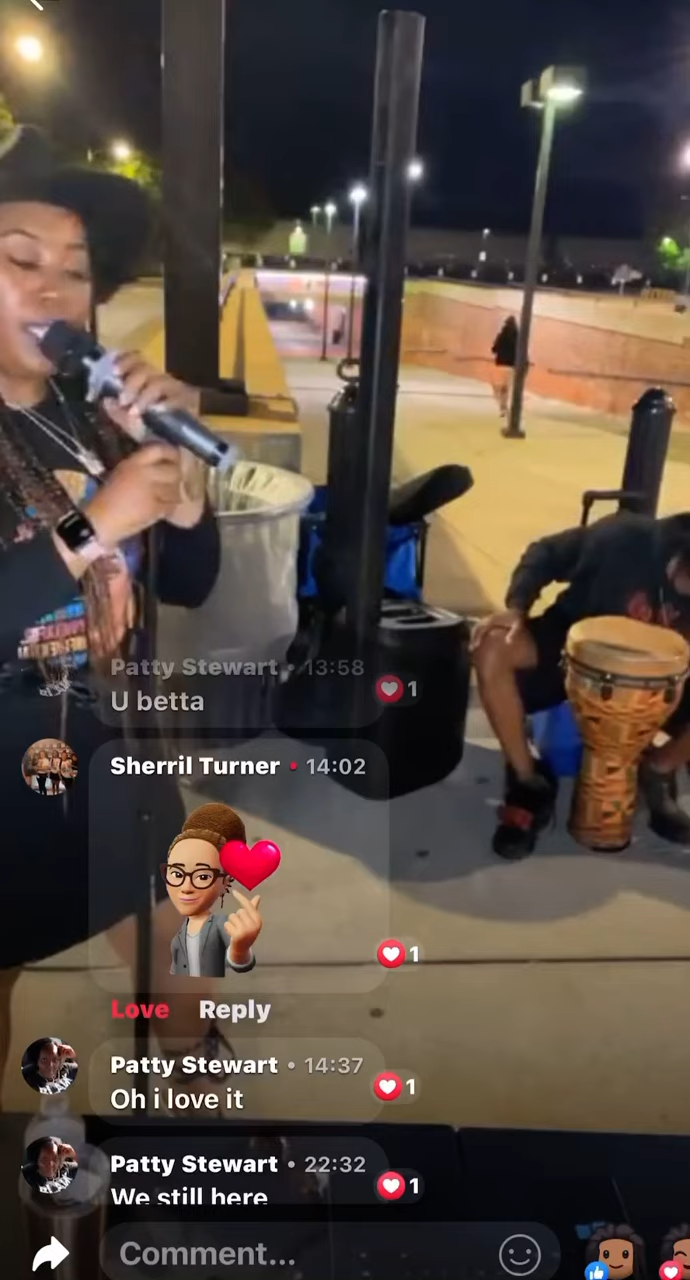 Patty Stewart • 13:58
U betta
1
Sherril Turner • 14:02
1
Love Reply
Patty Stewart • 14:37
Oh i love it
1
Patty Stewart • 22:32
We still here
1
Comment...